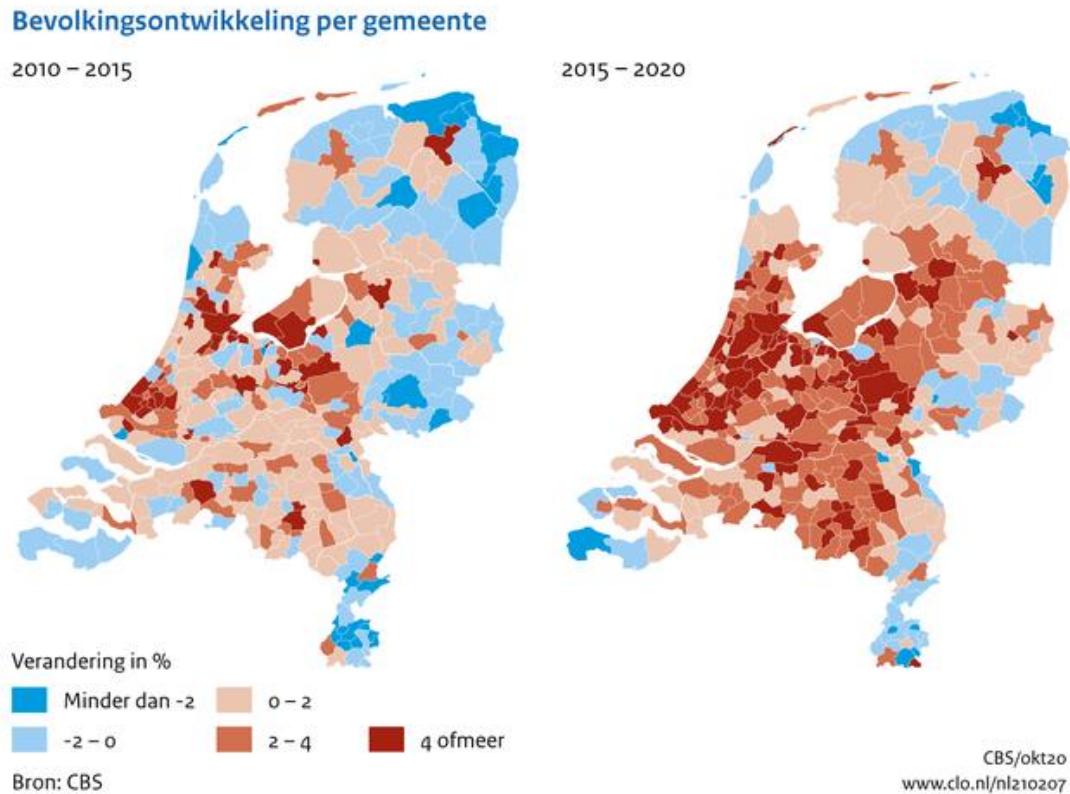 Bevolkingsontwikkeling per gemeente
2010 – 2015
2015 – 2020
Verandering in %
Minder dan -2
0 – 2
-2 – 0
2 – 4
4 ofmeer
Bron: CBS
CBS/okt20
www.clo.nl/nl210207